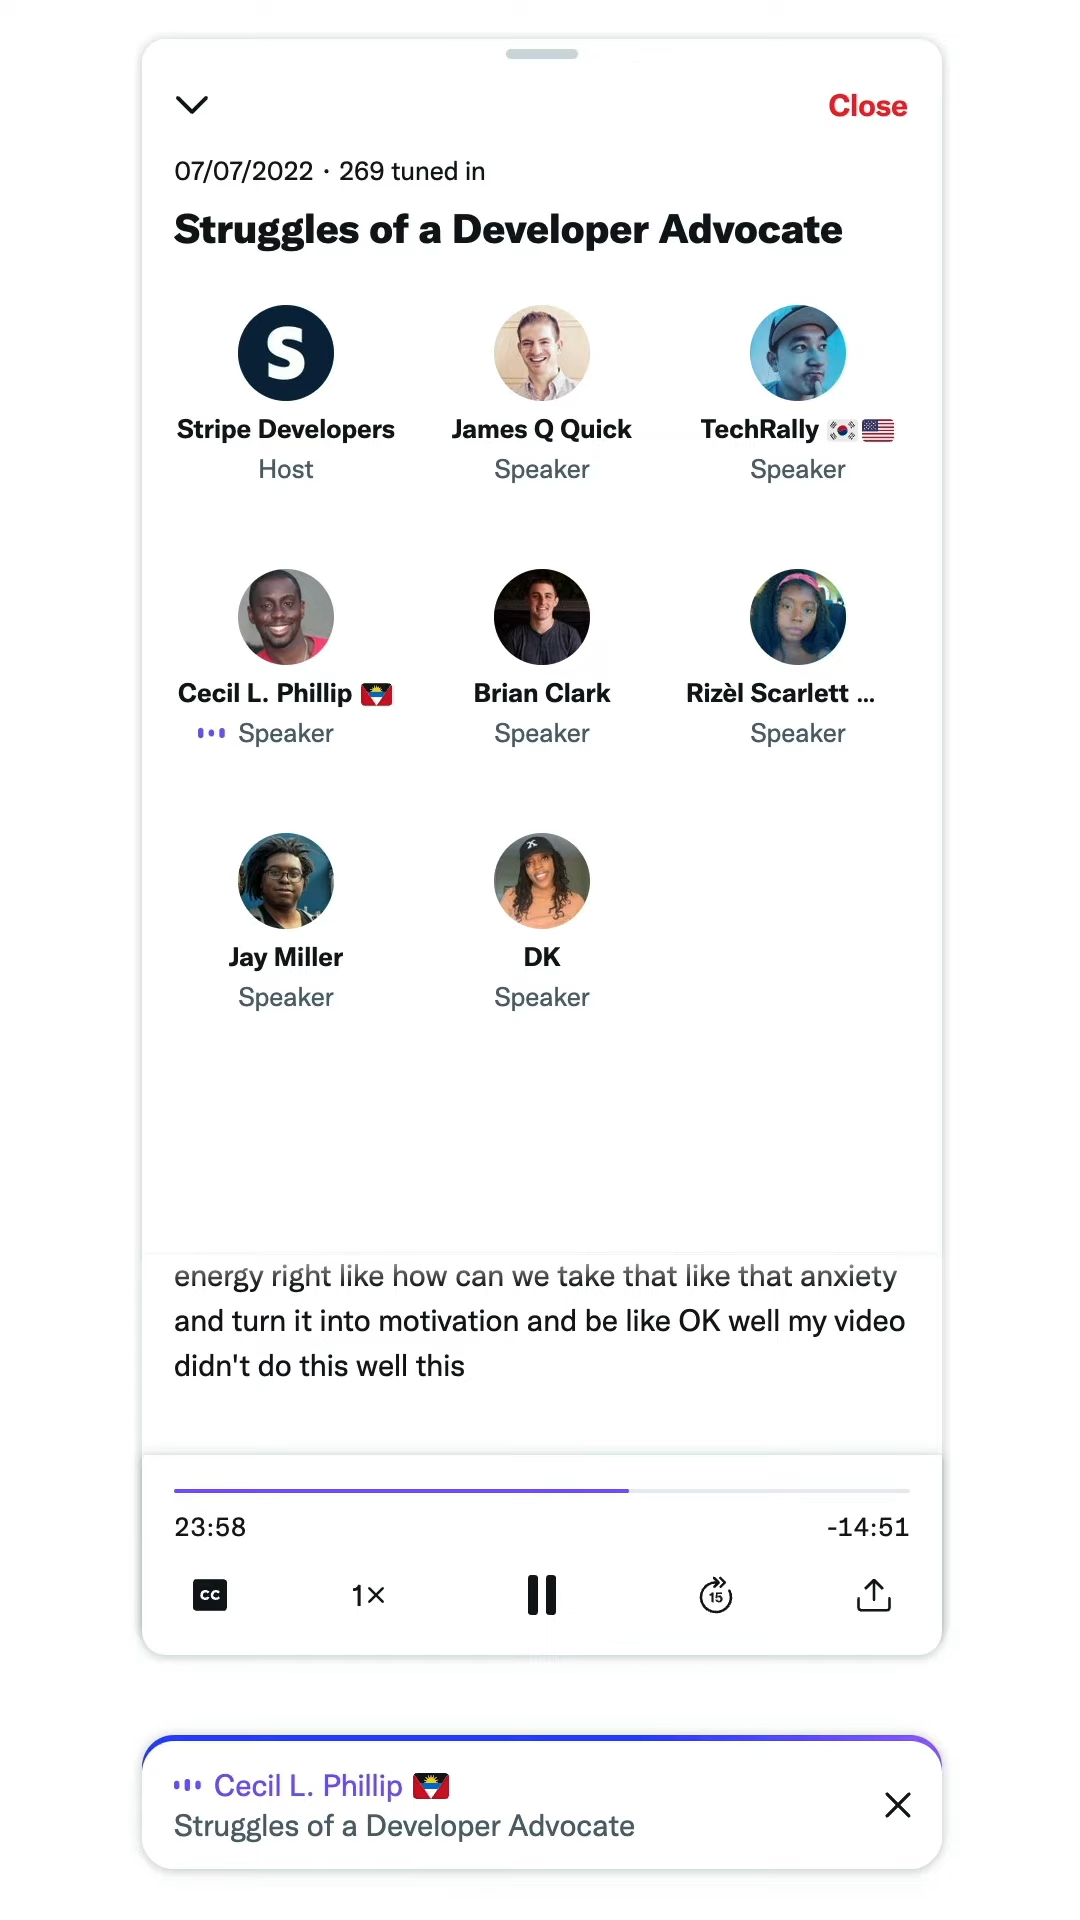 Close
07/07/2022 · 269 tuned in
Struggles of a Developer Advocate
S
Stripe Developers
Host
James Q Quick
Speaker
TechRally 🇰🇷🇺🇸
Speaker
Cecil L. Phillip 🇦🇬
Speaker
Brian Clark
Speaker
Rizèl Scarlett ...
Speaker
Jay Miller
Speaker
DK
Speaker
energy right like how can we take that like that anxiety
and turn it into motivation and be like OK well my video
didn't do this well this
23:58
-14:51
CC
1×
15
Cecil L. Phillip 🇦🇬
Struggles of a Developer Advocate